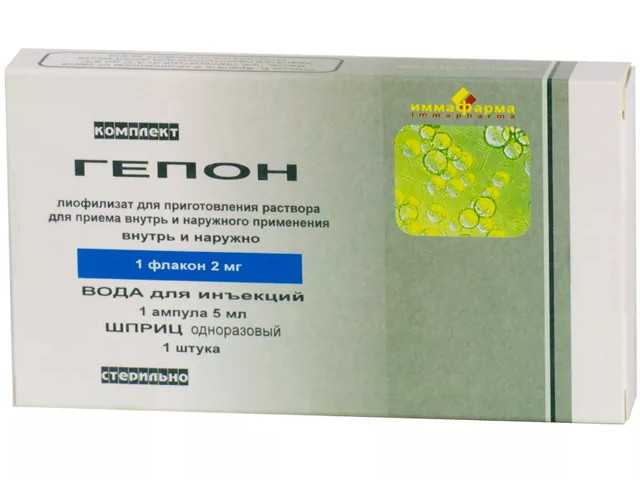 иммафарма
immapharma
комплект
ГЕПОН
лиофилизат для приготовления раствора
для приема внутрь и наружного применения
внутрь и наружно
1 флакон 2 мг
ВОДА для инъекций
1 ампула 5 мл
ШПРИЦ одноразовый
1 штука
стерильно